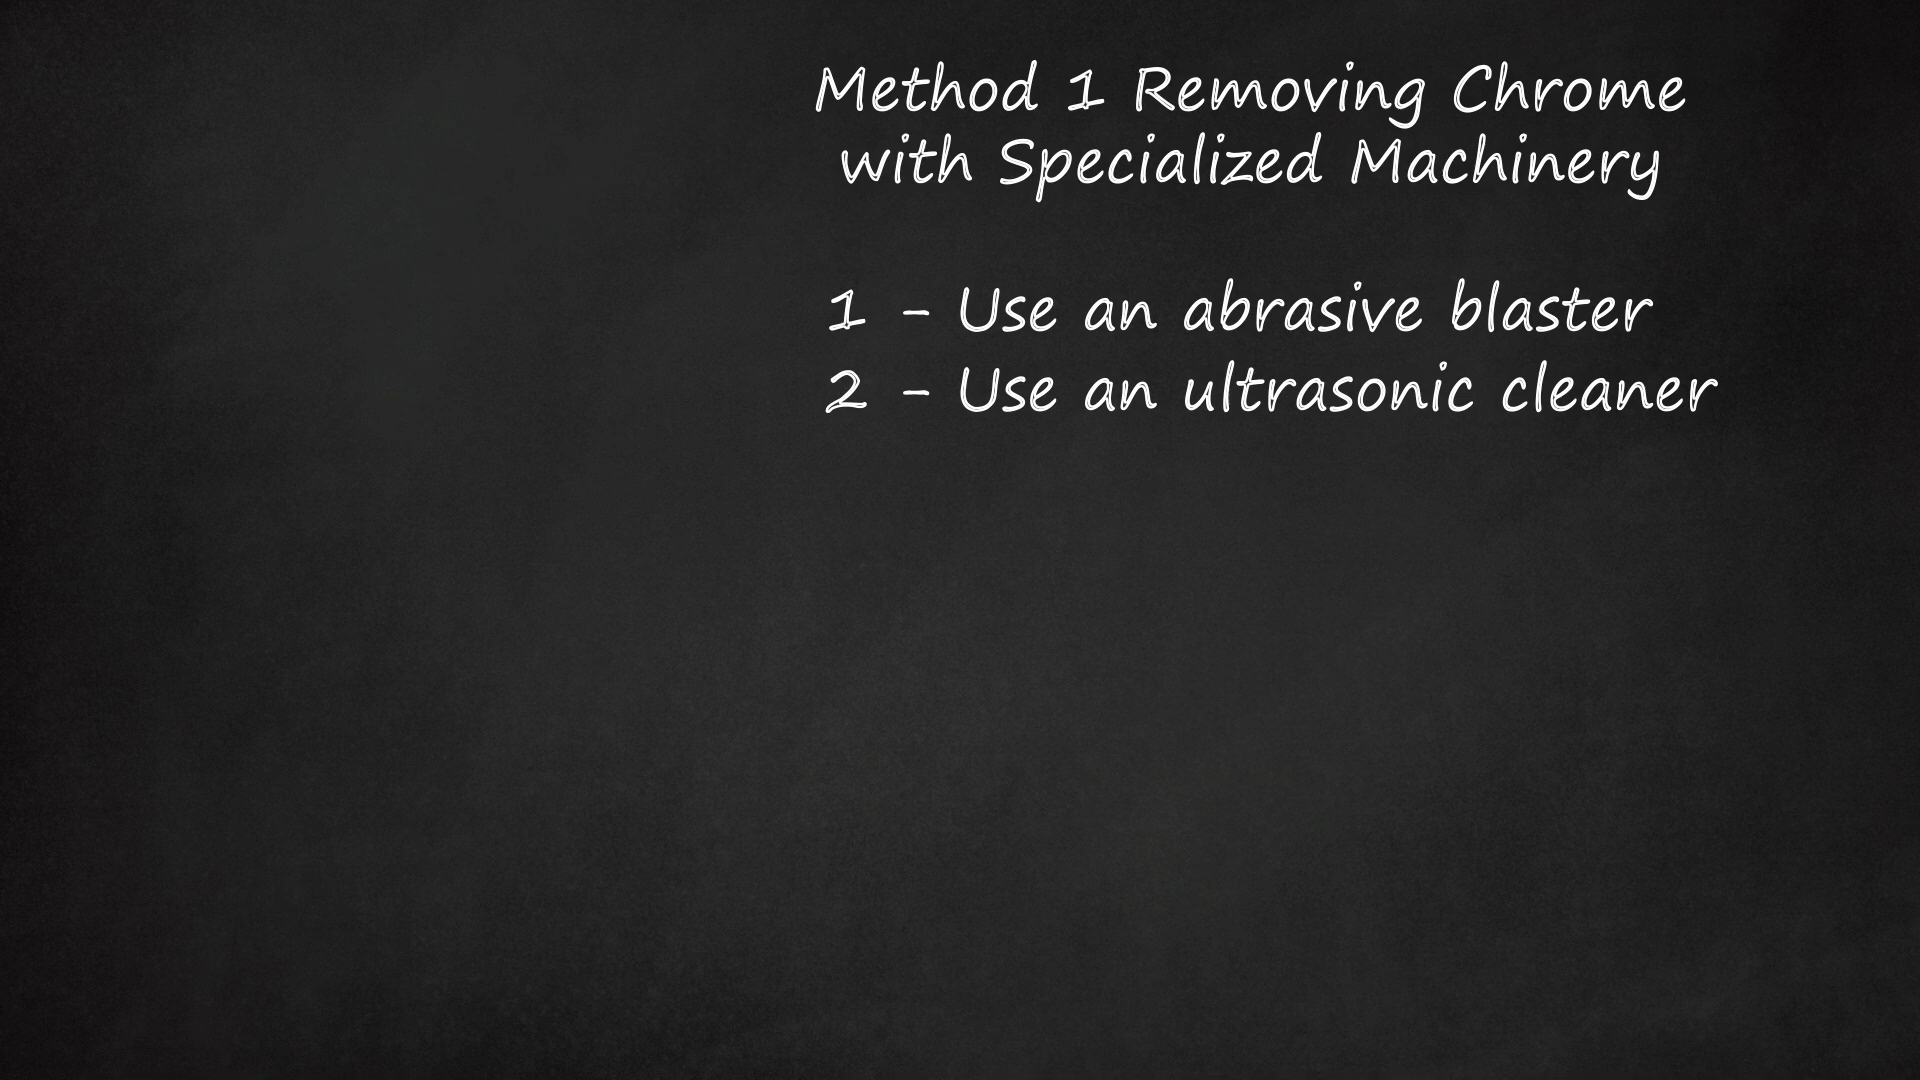 Method 1 Removing Chrome
with Specialized Machinery
1 - Use an abrasive blaster
2 - Use an ultrasonic cleaner